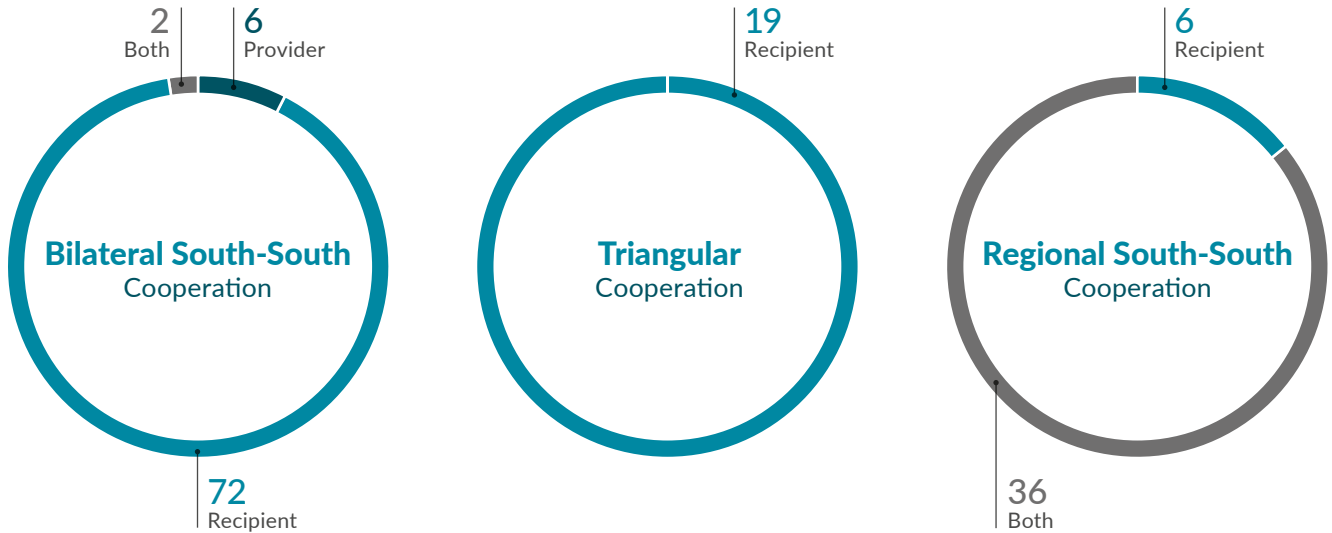 2
Both
6
Provider
Bilateral South-South
Cooperation
72
Recipient
19
Recipient
Triangular
Cooperation
6
Recipient
Regional South-South
Cooperation
36
Both